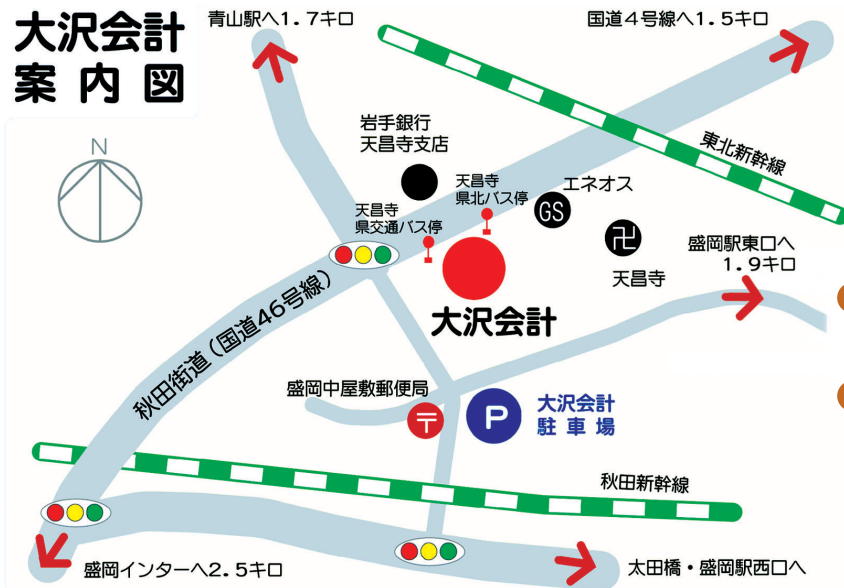 大沢会計
案内図
青山駅へ1.7キロ
国道4号線へ1.5キロ
N
岩手銀行
天昌寺支店
東北新幹線
天昌寺
県北バス停
エネオス
GS
天昌寺
県交通バス停
卍
天昌寺
盛岡駅東口へ
1.9キロ
大沢会計
秋田街道(国道46号線)
盛岡中屋敷郵便局
〒
P
大沢会計
駐車場
秋田新幹線
盛岡インターへ2.5キロ
太田橋・盛岡駅西口へ